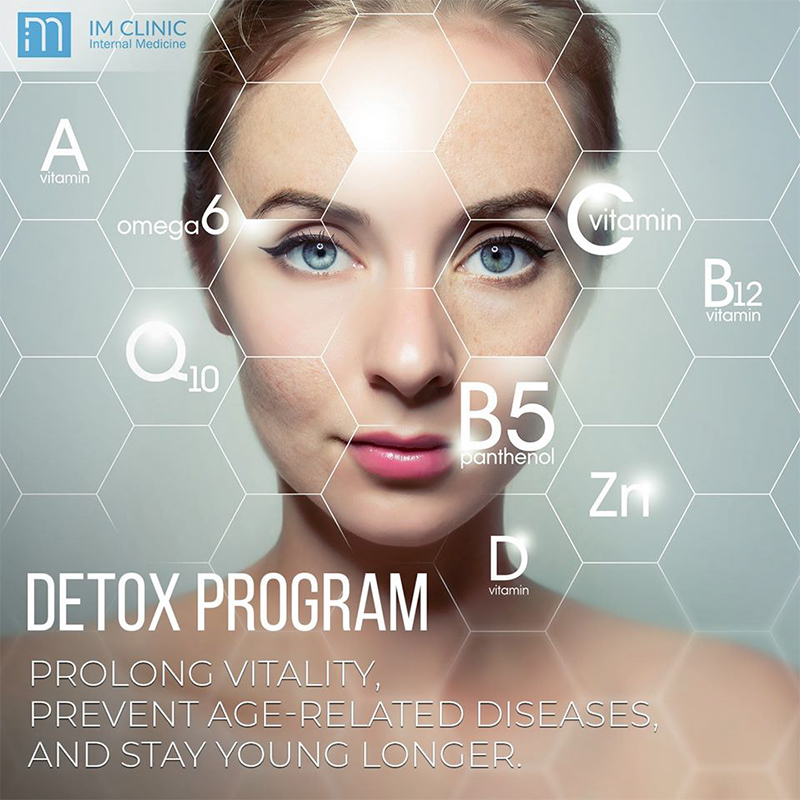 im
IM CLINIC
Internal Medicine
A
vitamin
omega6
C vitamin
B12
vitamin
Q10
B5
panthenol
Zn
D
vitamin
DETOX PROGRAM
PROLONG VITALITY,
PREVENT AGE-RELATED DISEASES,
AND STAY YOUNG LONGER.